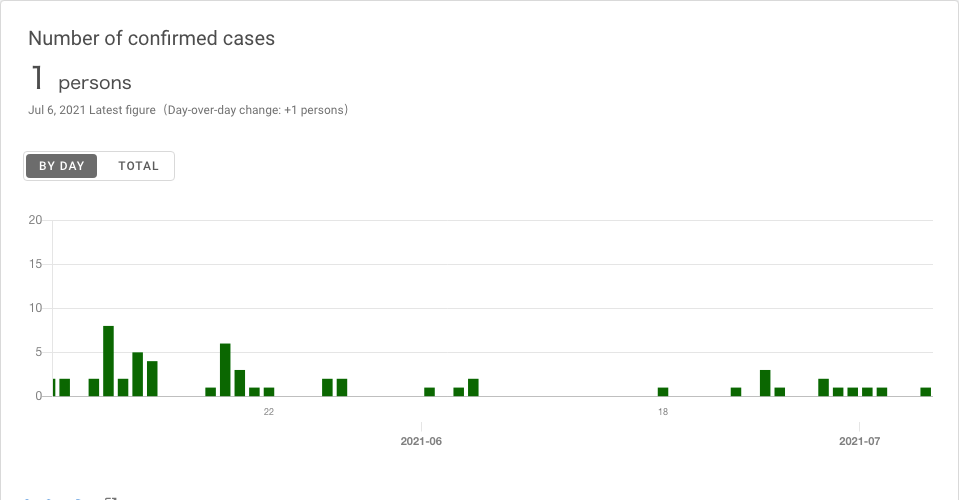 Number of confirmed cases
1 persons
Jul 6, 2021 Latest figure（Day-over-day change: +1 persons）
BY DAY TOTAL
20
15
10
5
0
22 18
2021-06 2021-07